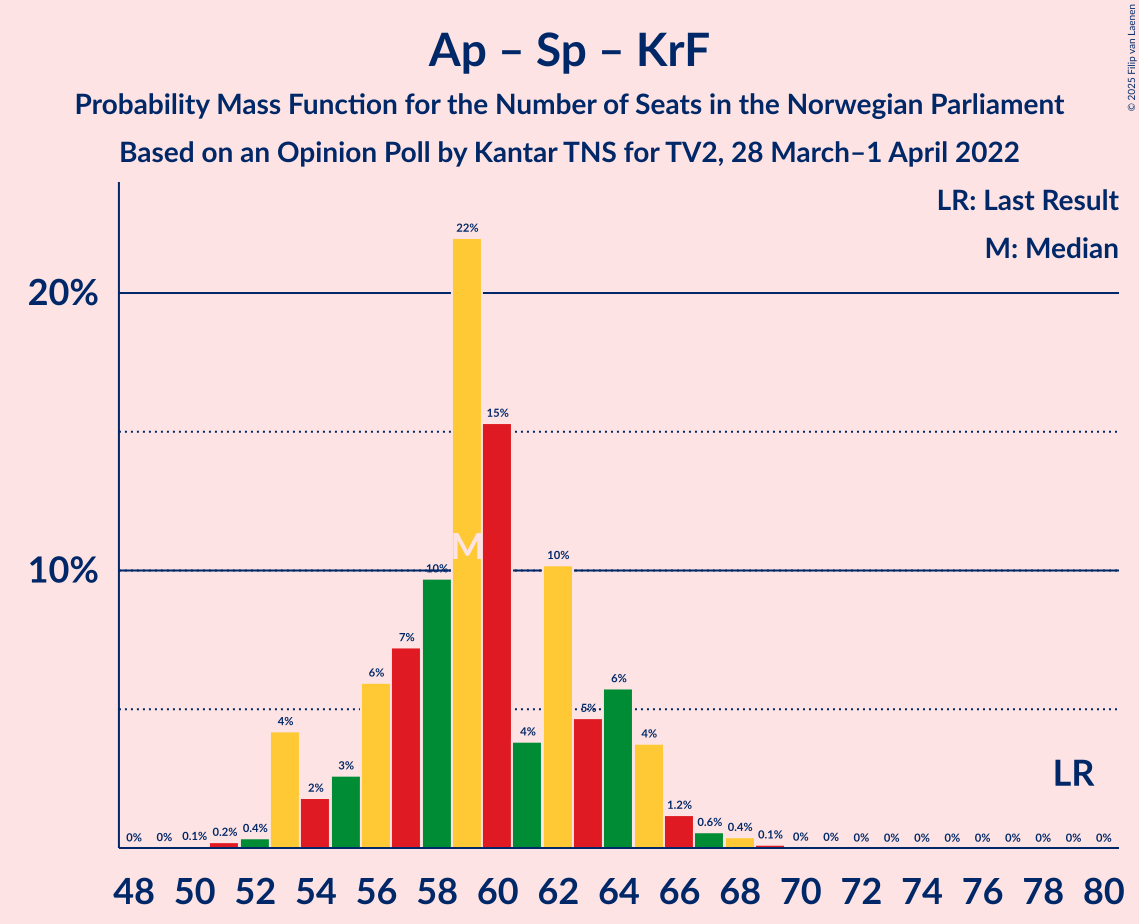 Ap – Sp – KrF
Probability Mass Function for the Number of Seats in the Norwegian Parliament
Based on an Opinion Poll by Kantar TNS for TV2, 28 March–1 April 2022
© 2025 Filip van Laenen
LR: Last Result
M: Median
22%
20%
15%
M
10%
10%
10%
7%
6%
6%
5%
4%
4%
4%
3%
2%
LR
1.2%
0.6%
0% 0% 0.1% 0.2% 0.4% 0.4% 0.1% 0% 0% 0% 0% 0% 0% 0% 0% 0% 0% 0%
48 50 52 54 56 58 60 62 64 66 68 70 72 74 76 78 80